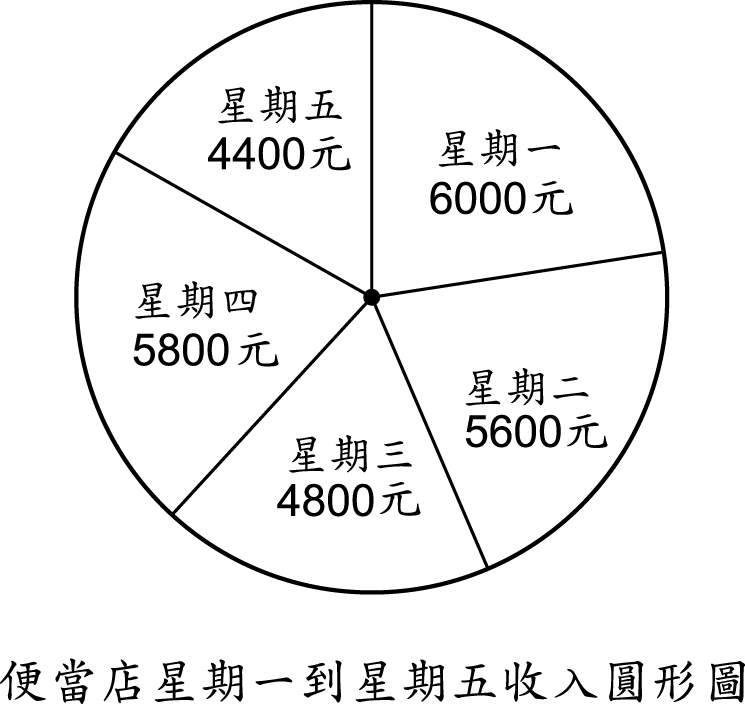 星期五
4400元
星期一
6000元
星期四
5800元
星期二
5600元
星期三
4800元
便當店星期一到星期五收入圓形圖